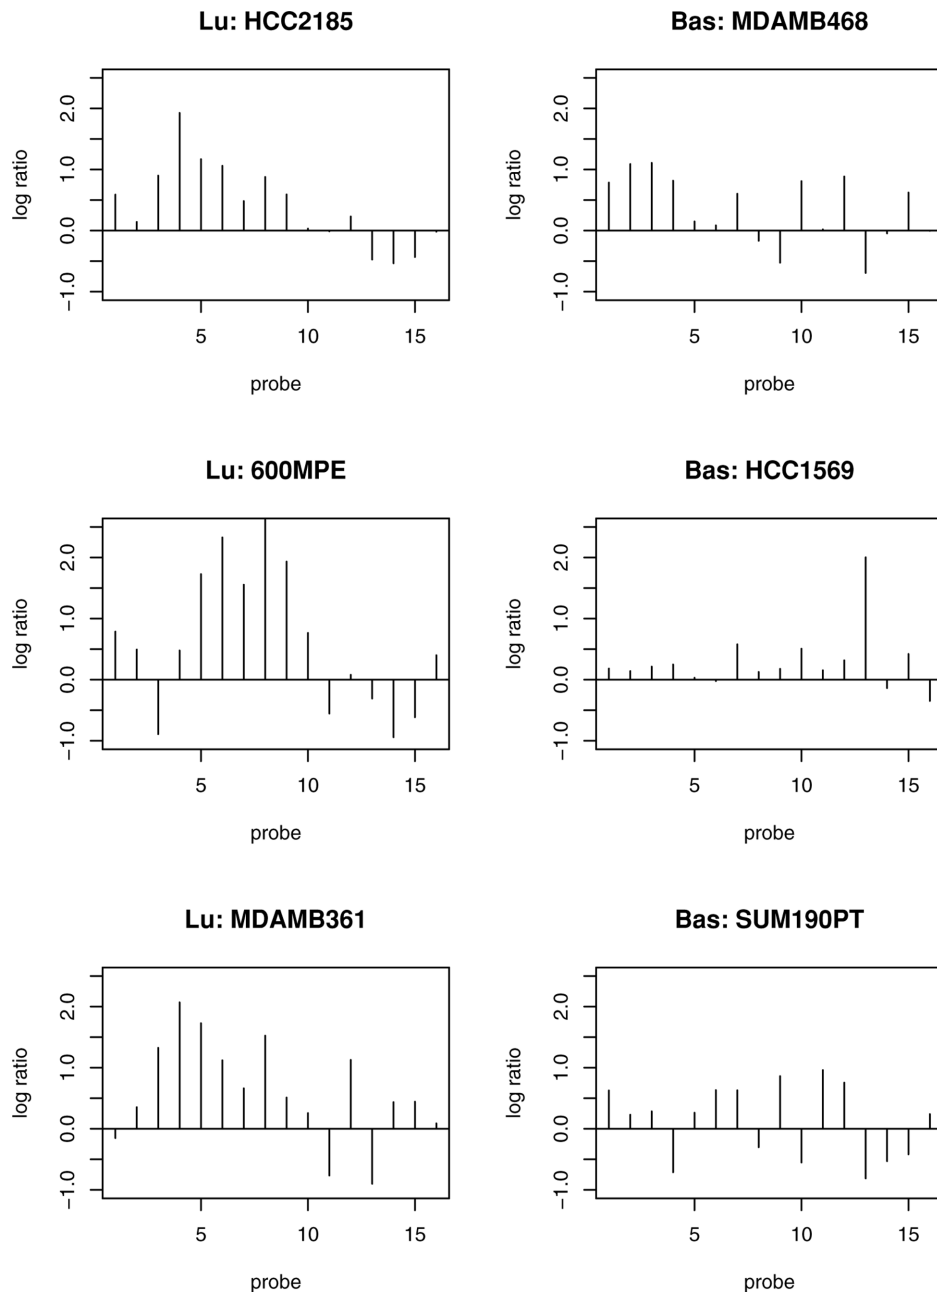 Lu: HCC2185
log ratio
2.0
1.0
0.0
−1.0
5
10
15
probe
Bas: MDAMB468
log ratio
2.0
1.0
0.0
−1.0
5
10
15
probe
Lu: 600MPE
log ratio
2.0
1.0
0.0
−1.0
5
10
15
probe
Bas: HCC1569
log ratio
2.0
1.0
0.0
−1.0
5
10
15
probe
Lu: MDAMB361
log ratio
2.0
1.0
0.0
−1.0
5
10
15
probe
Bas: SUM190PT
log ratio
2.0
1.0
0.0
−1.0
5
10
15
probe